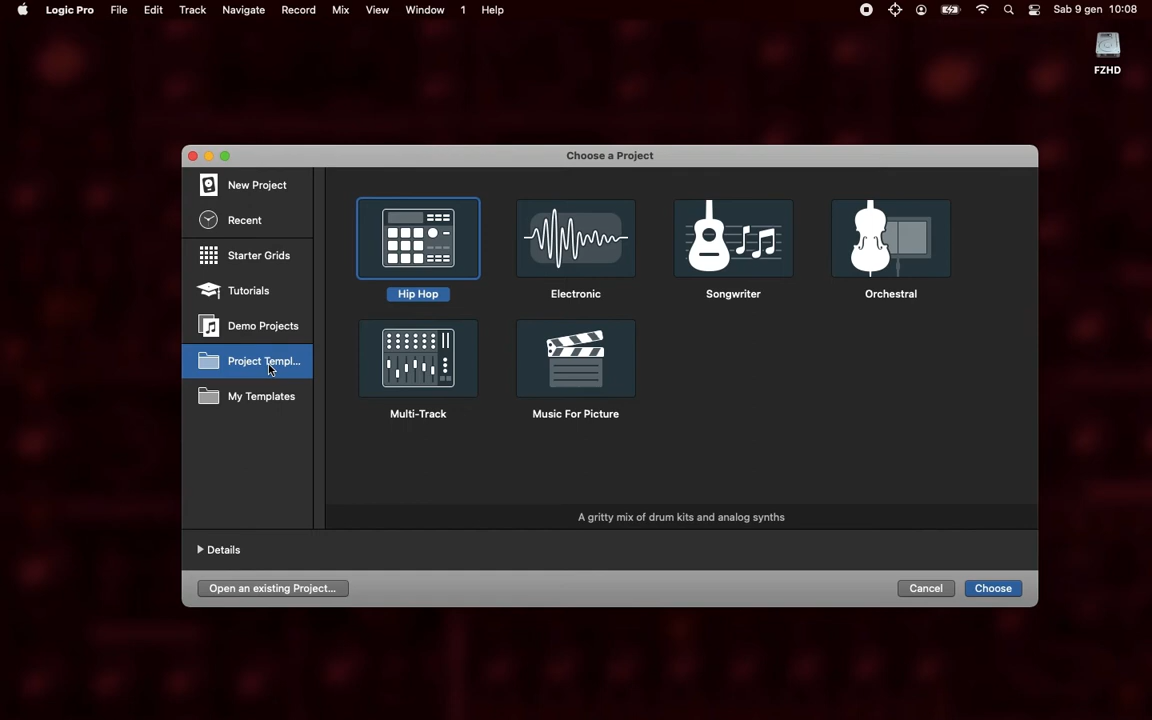 Logic Pro File Edit Track Navigate Record Mix View Window 1 Help Sab 9 gen 10:08
FZHD
Choose a Project
New Project
Recent
Starter Grids
Tutorials
Demo Projects
Project Templ...
My Templates
Hip Hop Electronic Songwriter Orchestral
Multi-Track Music For Picture
A gritty mix of drum kits and analog synths
Details
Open an existing Project... Cancel Choose